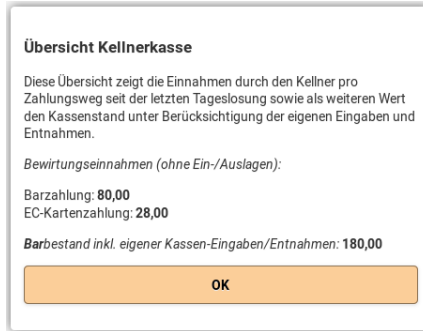 Übersicht Kellnerkasse
Diese Übersicht zeigt die Einnahmen durch den Kellner pro
Zahlungsweg seit der letzten Tageslosung sowie als weiteren Wert
den Kassenstand unter Berücksichtigung der eigenen Eingaben und
Entnahmen.
Bewirtungseinnahmen (ohne Ein-/Auslagen):
Barzahlung: 80,00
EC-Kartenzahlung: 28,00
Barbestand inkl. eigener Kassen-Eingaben/Entnahmen: 180,00
OK